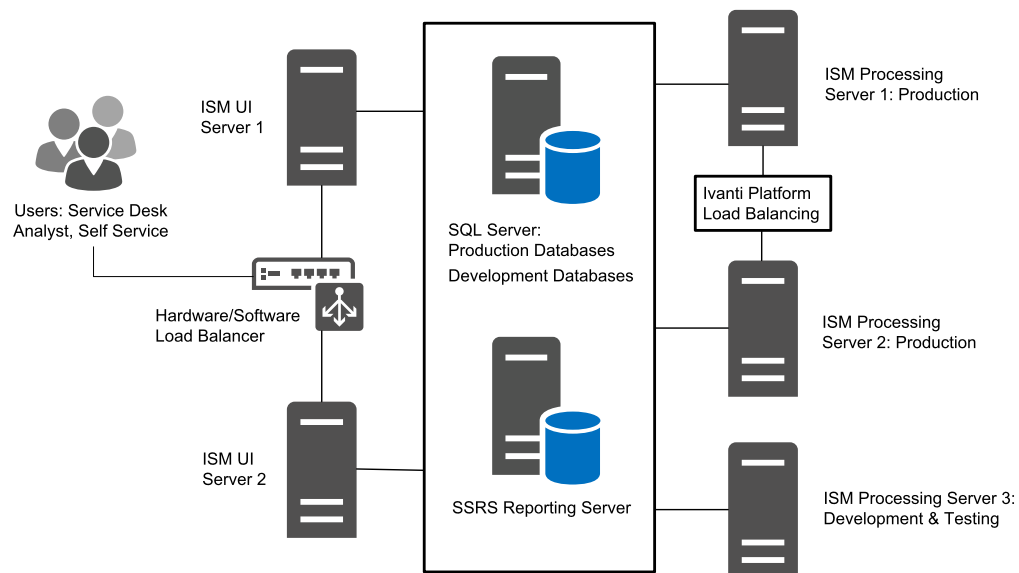 ISM UI
Server 1
Users: Service Desk
Analyst, Self Service
Hardware/Software
Load Balancer
ISM UI
Server 2
SQL Server:
Production Databases
Development Databases
SSRS Reporting Server
ISM Processing
Server 1: Production
Ivanti Platform
Load Balancing
ISM Processing
Server 2: Production
ISM Processing Server 3:
Development & Testing